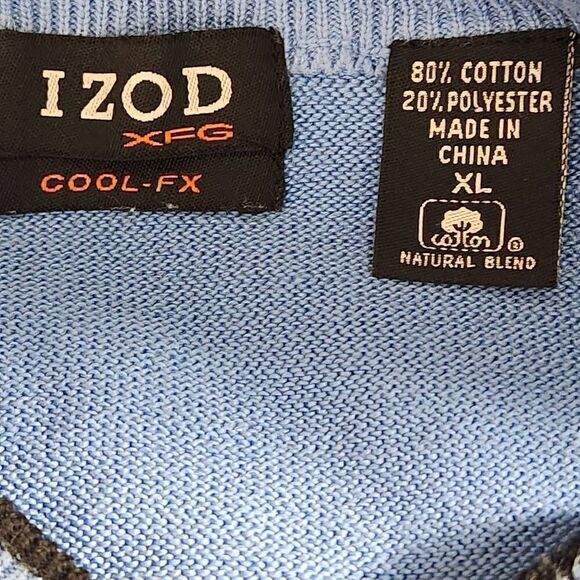 IZOD
XFG
COOL-FX
80% COTTON
20% POLYESTER
MADE IN
CHINA
XL
cotton ®
NATURAL BLEND